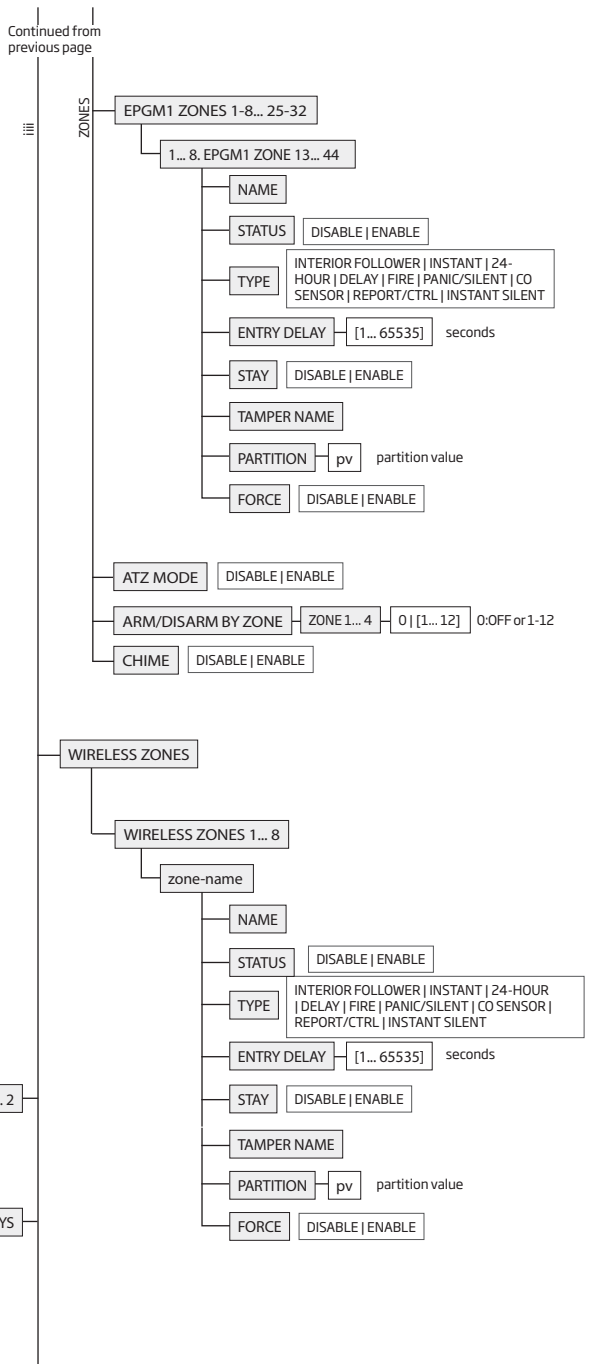 Continued from
previous page
iiii
ZONES
EPGM1 ZONES 1-8... 25-32
1... 8. EPGM1 ZONE 13... 44
NAME
STATUS DISABLE | ENABLE
TYPE
INTERIOR FOLLOWER | INSTANT | 24-
HOUR | DELAY | FIRE | PANIC/SILENT | CO
SENSOR | REPORT/CTRL | INSTANT SILENT
ENTRY DELAY [1... 65535] seconds
STAY DISABLE | ENABLE
TAMPER NAME
PARTITION pv partition value
FORCE DISABLE | ENABLE
ATZ MODE DISABLE | ENABLE
ARM/DISARM BY ZONE ZONE 1... 4 0 | [1... 12] 0:OFF or 1-12
CHIME DISABLE | ENABLE
WIRELESS ZONES
WIRELESS ZONES 1... 8
zone-name
NAME
STATUS DISABLE | ENABLE
TYPE
INTERIOR FOLLOWER | INSTANT | 24-HOUR
| DELAY | FIRE | PANIC/SILENT | CO SENSOR |
REPORT/CTRL | INSTANT SILENT
ENTRY DELAY [1... 65535] seconds
. 2
STAY DISABLE | ENABLE
TAMPER NAME
PARTITION pv partition value
YS
FORCE DISABLE | ENABLE